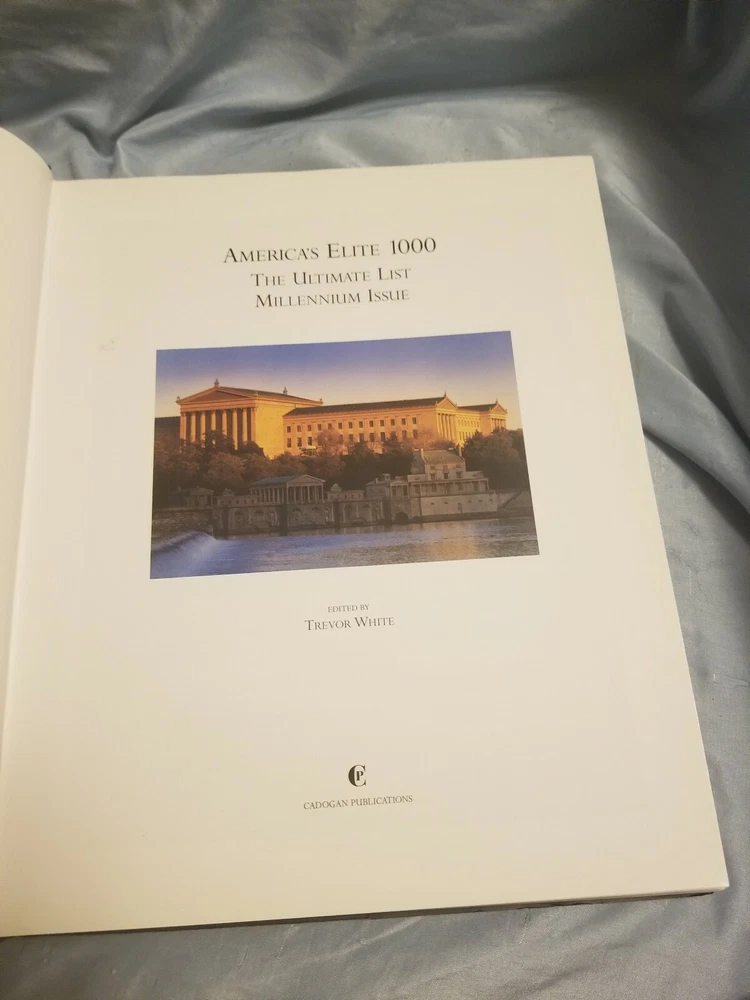 AMERICA'S ELITE 1000
THE ULTIMATE LIST
MILLENNIUM ISSUE
EDITED BY
TREVOR WHITE
CP
CADOGAN PUBLICATIONS